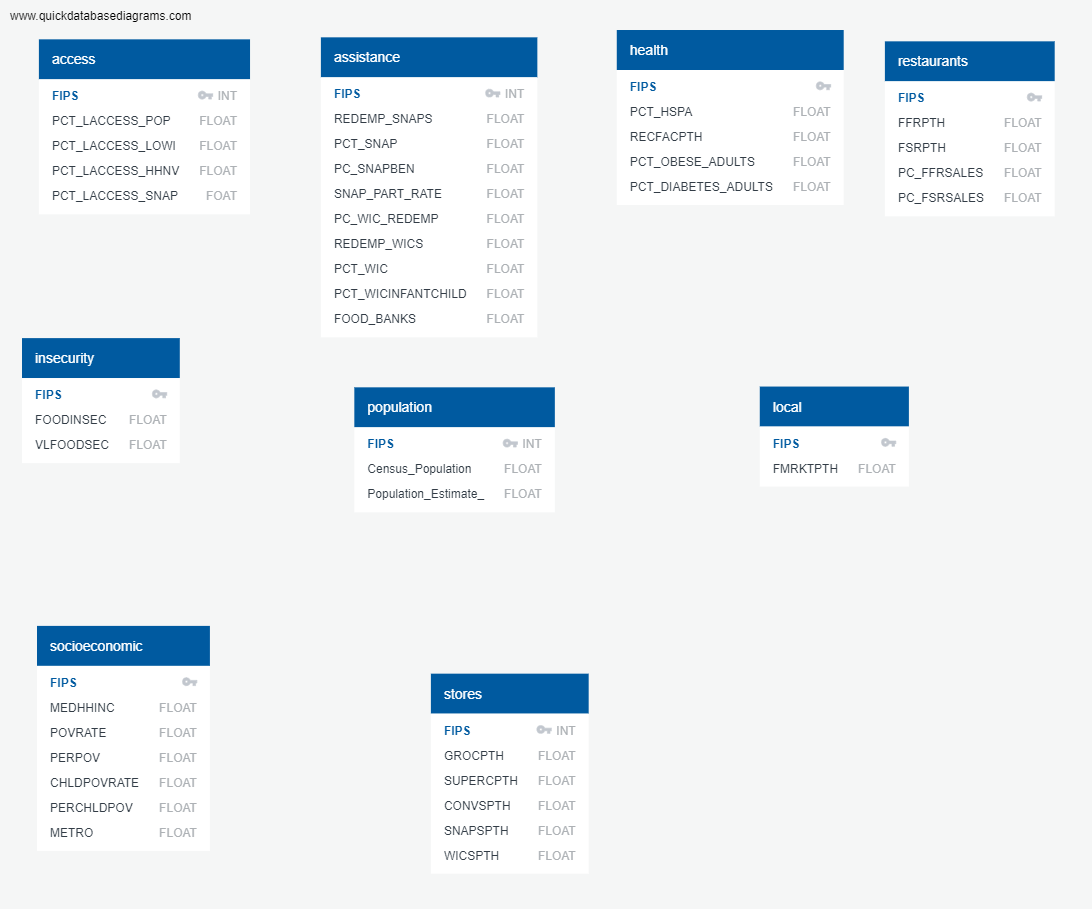 www.quickdatabasediagrams.com
access
FIPS INT
PCT_LACCESS_POP FLOAT
PCT_LACCESS_LOWI FLOAT
PCT_LACCESS_HHNV FLOAT
PCT_LACCESS_SNAP FOAT
assistance
FIPS INT
REDEMP_SNAPS FLOAT
PCT_SNAP FLOAT
PC_SNAPBEN FLOAT
SNAP_PART_RATE FLOAT
PC_WIC_REDEMP FLOAT
REDEMP_WICS FLOAT
PCT_WIC FLOAT
PCT_WICINFANTCHILD FLOAT
FOOD_BANKS FLOAT
health
FIPS
PCT_HSPA FLOAT
RECFACPTH FLOAT
PCT_OBESE_ADULTS FLOAT
PCT_DIABETES_ADULTS FLOAT
restaurants
FIPS
FFRPTH FLOAT
FSRPTH FLOAT
PC_FFRSALES FLOAT
PC_FSRSALES FLOAT
insecurity
FIPS
FOODINSEC FLOAT
VLFOODSEC FLOAT
population
FIPS INT
Census_Population FLOAT
Population_Estimate_ FLOAT
local
FIPS
FMRKTPTH FLOAT
socioeconomic
FIPS
MEDHHINC FLOAT
POVRATE FLOAT
PERPOV FLOAT
CHLDPOVRATE FLOAT
PERCHLDPOV FLOAT
METRO FLOAT
stores
FIPS INT
GROCPTH FLOAT
SUPERCPTH FLOAT
CONVSPTH FLOAT
SNAPSPTH FLOAT
WICSPTH FLOAT